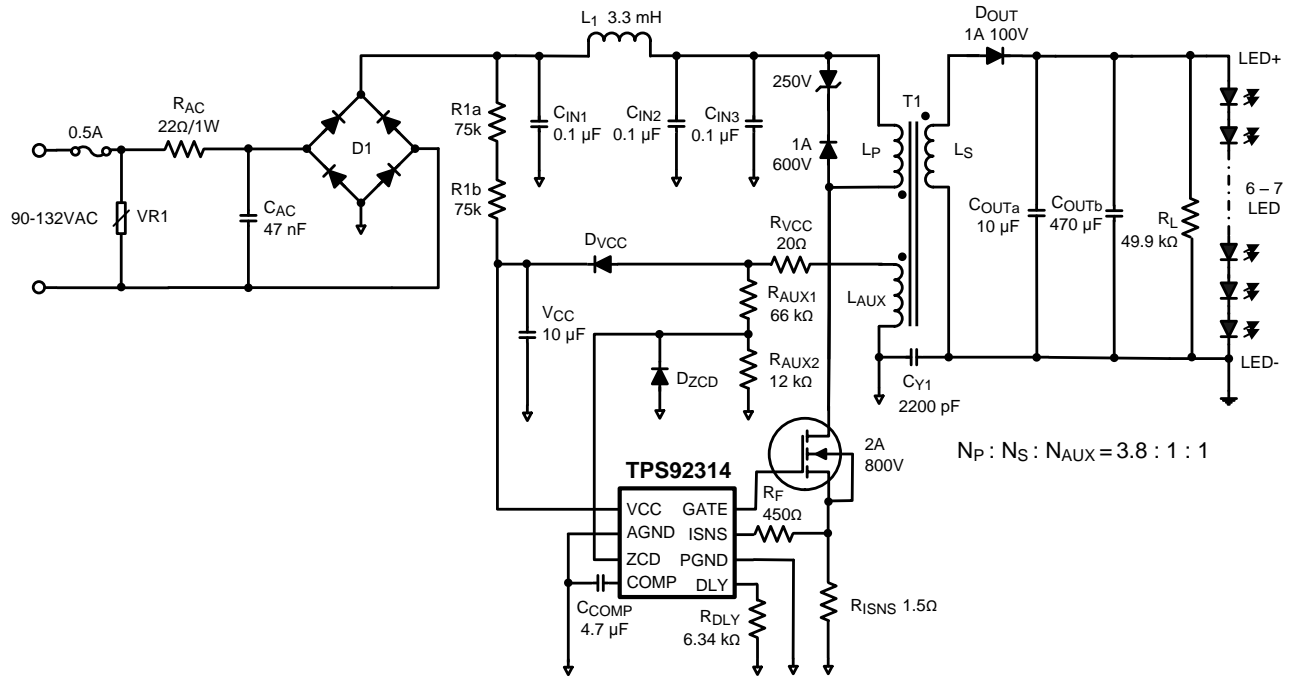 L1 3.3 mH
DOUT
1A 100V
LED+
250V
T1
RAC
22Ω/1W
0.5A
R1a
75k
CIN1
0.1 µF
CIN2
0.1 µF
CIN3
0.1 µF
D1
1A
600V
LP
LS
90-132VAC
VR1
CAC
47 nF
R1b
75k
COUTa
10 µF
COUTb
470 µF
RL
49.9 kΩ
6 – 7
LED
DVCC
RVCC
20Ω
RAUX1
66 kΩ
LAUX
VCC
10 µF
DZCD
RAUX2
12 kΩ
LED-
CY1
2200 pF
2A
800V
NP : NS : NAUX = 3.8 : 1 : 1
TPS92314
RF
450Ω
VCC GATE
AGND ISNS
ZCD PGND
COMP DLY
CCOMP
4.7 µF
RDLY
6.34 kΩ
RISNS 1.5Ω